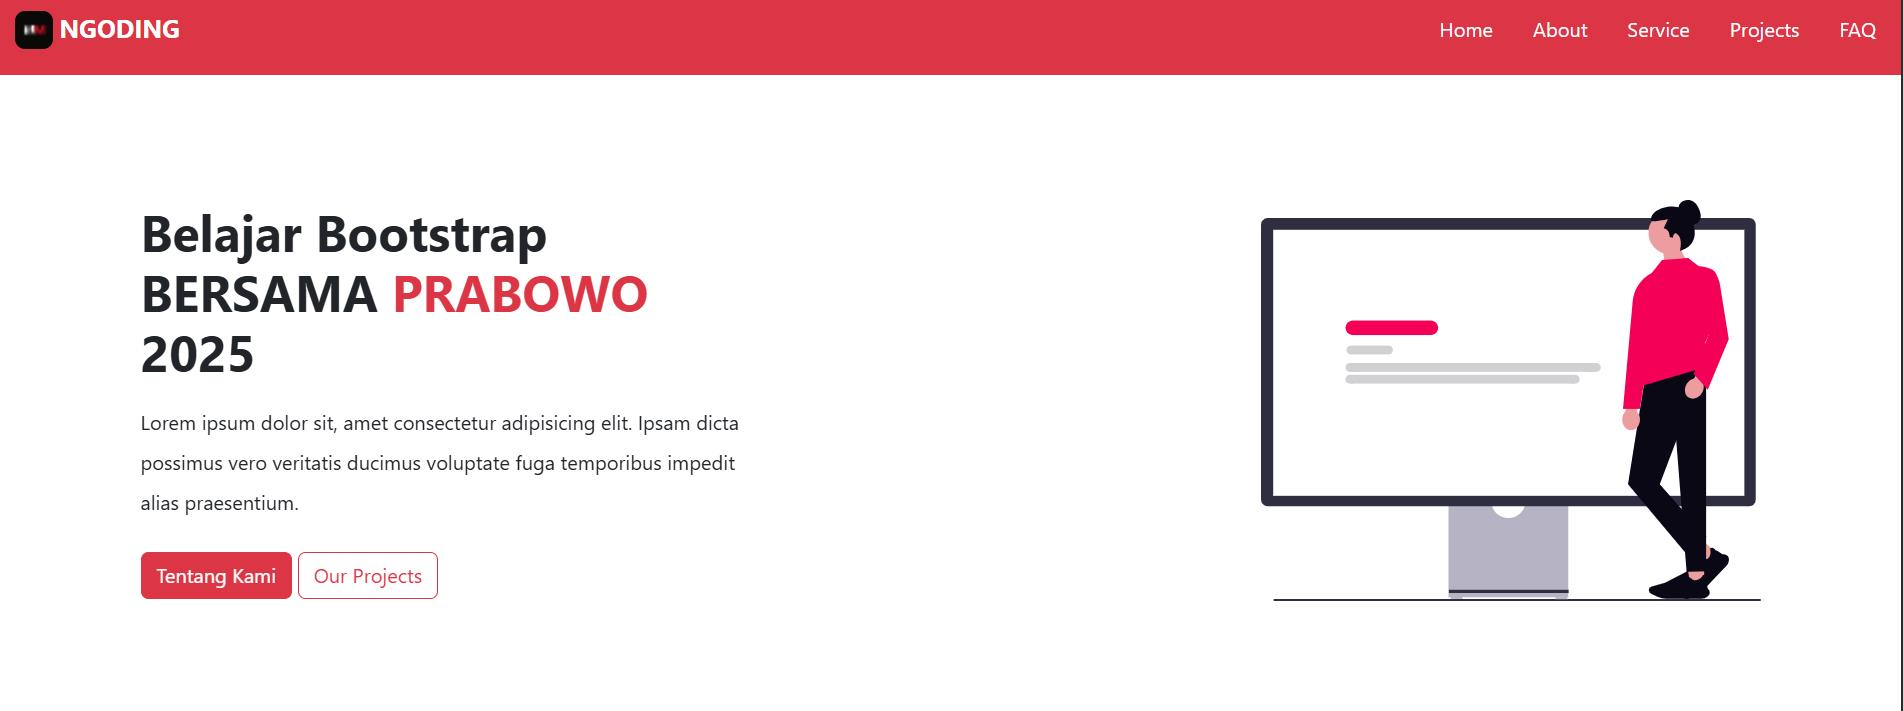 NGODING
Home About Service Projects FAQ
Belajar Bootstrap
BERSAMA PRABOWO
2025
Lorem ipsum dolor sit, amet consectetur adipisicing elit. Ipsam dicta
possimus vero veritatis ducimus voluptate fuga temporibus impedit
alias praesentium.
Tentang Kami Our Projects